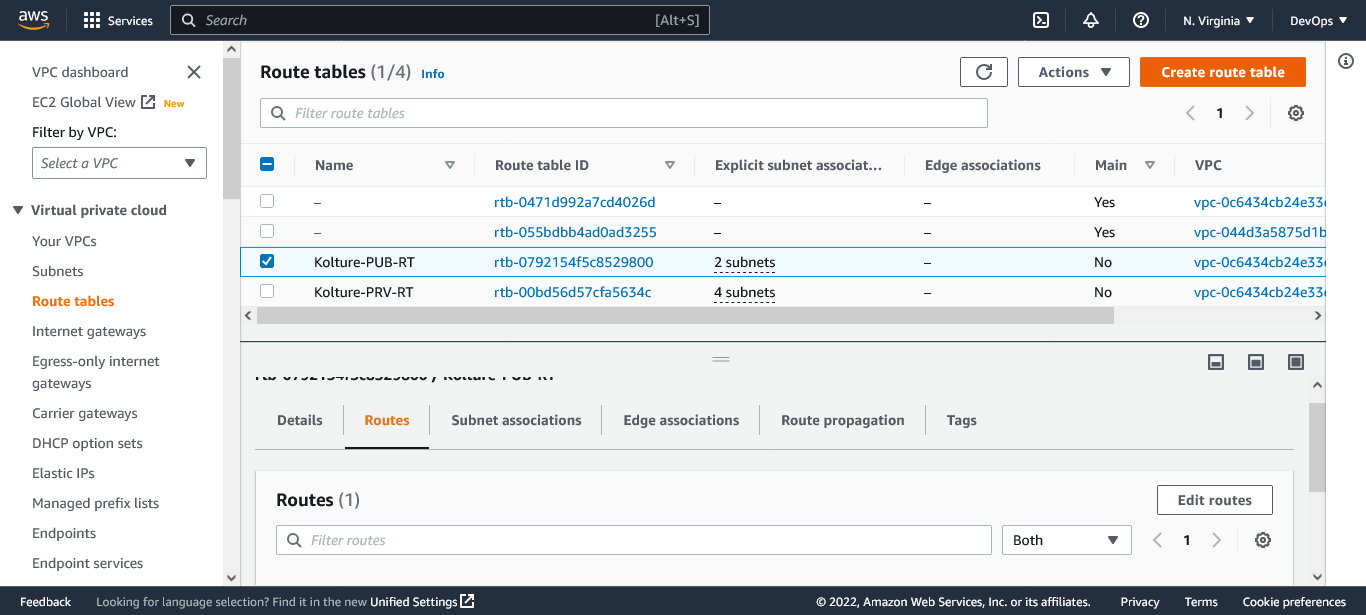 aws Services Search [Alt+S] N. Virginia DevOps
VPC dashboard
EC2 Global View New
Filter by VPC:
Select a VPC
Virtual private cloud
Your VPCs
Subnets
Route tables
Internet gateways
Egress-only internet
gateways
Carrier gateways
DHCP option sets
Elastic IPs
Managed prefix lists
Endpoints
Endpoint services
Route tables (1/4) Info Actions Create route table
Filter route tables 1
Name Route table ID Explicit subnet associat... Edge associations Main VPC
– rtb-0471d992a7cd4026d – – Yes vpc-0c6434cb24e33
– rtb-055bdbb4ad0ad3255 – – Yes vpc-044d3a5875d1b
Kolture-PUB-RT rtb-0792154f5c8529800 2 subnets – No vpc-0c6434cb24e33
Kolture-PRV-RT rtb-00bd56d57cfa5634c 4 subnets – No vpc-0c6434cb24e33
rtb-0792154f5c8529800 / Kolture-PUB-RT
Details Routes Subnet associations Edge associations Route propagation Tags
Routes (1) Edit routes
Filter routes Both 1
Feedback Looking for language selection? Find it in the new Unified Settings © 2022, Amazon Web Services, Inc. or its affiliates. Privacy Terms Cookie preferences